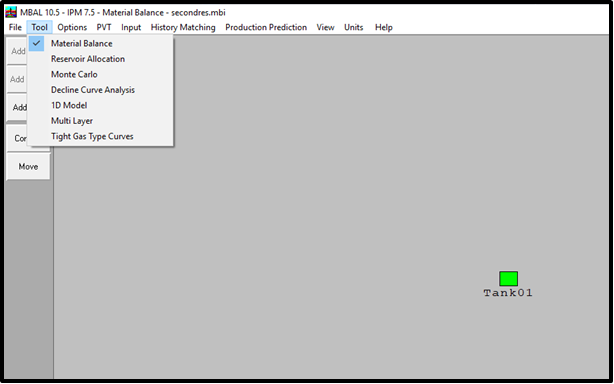 MBAL 10.5 - IPM 7.5 - Material Balance - secondres.mbi
File Tool Options PVT Input History Matching Production Prediction View Units Help
Add
Material Balance
Reservoir Allocation
Add
Monte Carlo
Decline Curve Analysis
Add
1D Model
Multi Layer
Tight Gas Type Curves
Move
Tank01